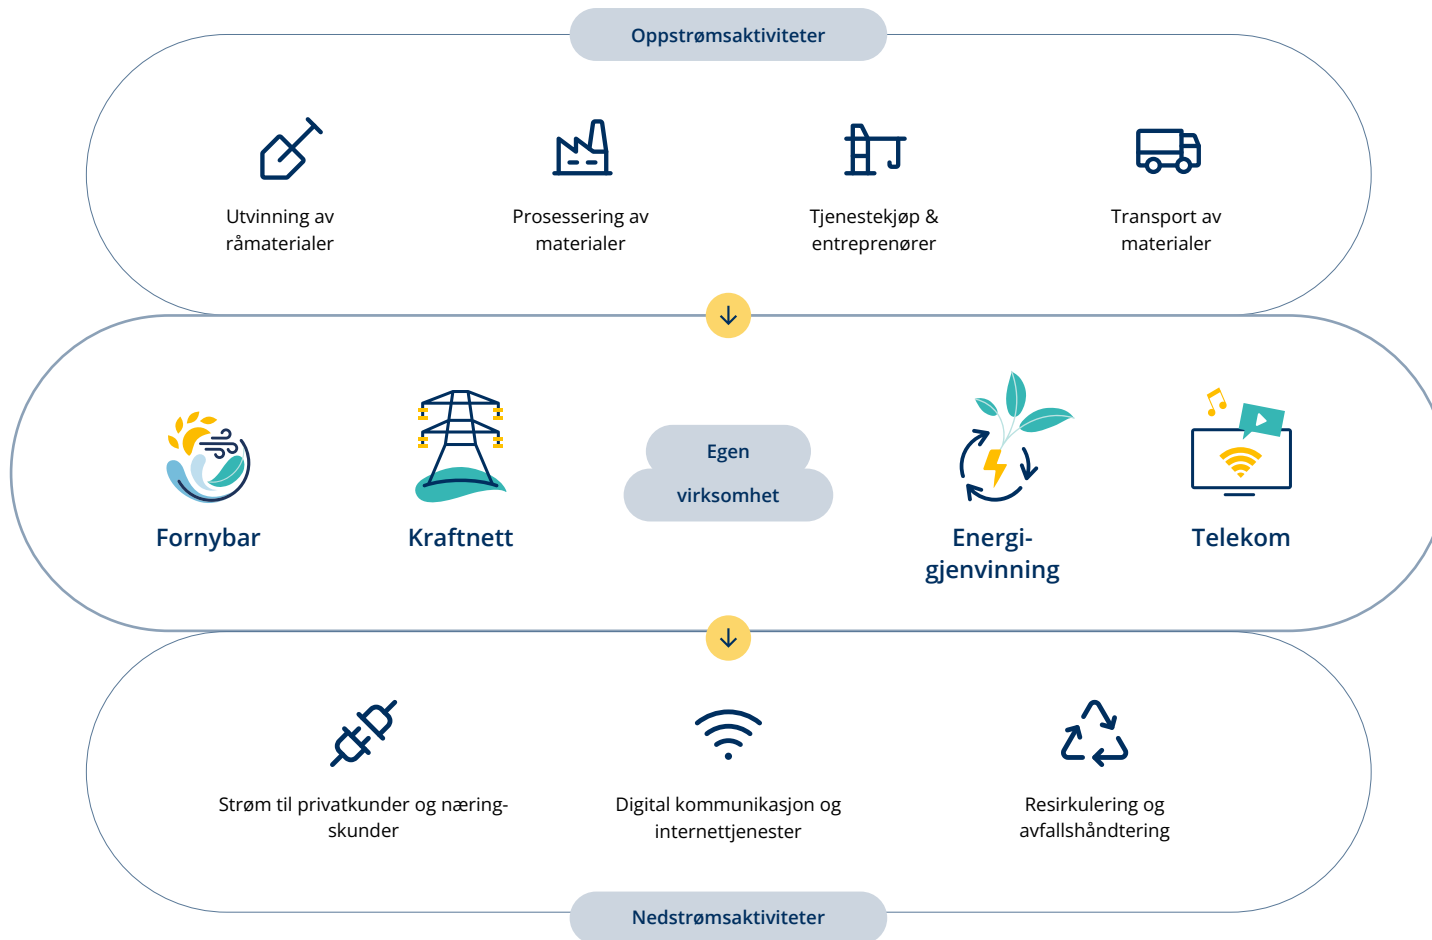 Oppstrømsaktiviteter
Utvinning av
råmaterialer
Prosessering av
materialer
Tjenestekjøp &
entreprenører
Transport av
materialer
Fornybar
Kraftnett
Egen
virksomhet
Energi-
gjenvinning
Telekom
Strøm til privatkunder og næring-
skunder
Digital kommunikasjon og
internettjenester
Resirkulering og
avfallshåndtering
Nedstrømsaktiviteter